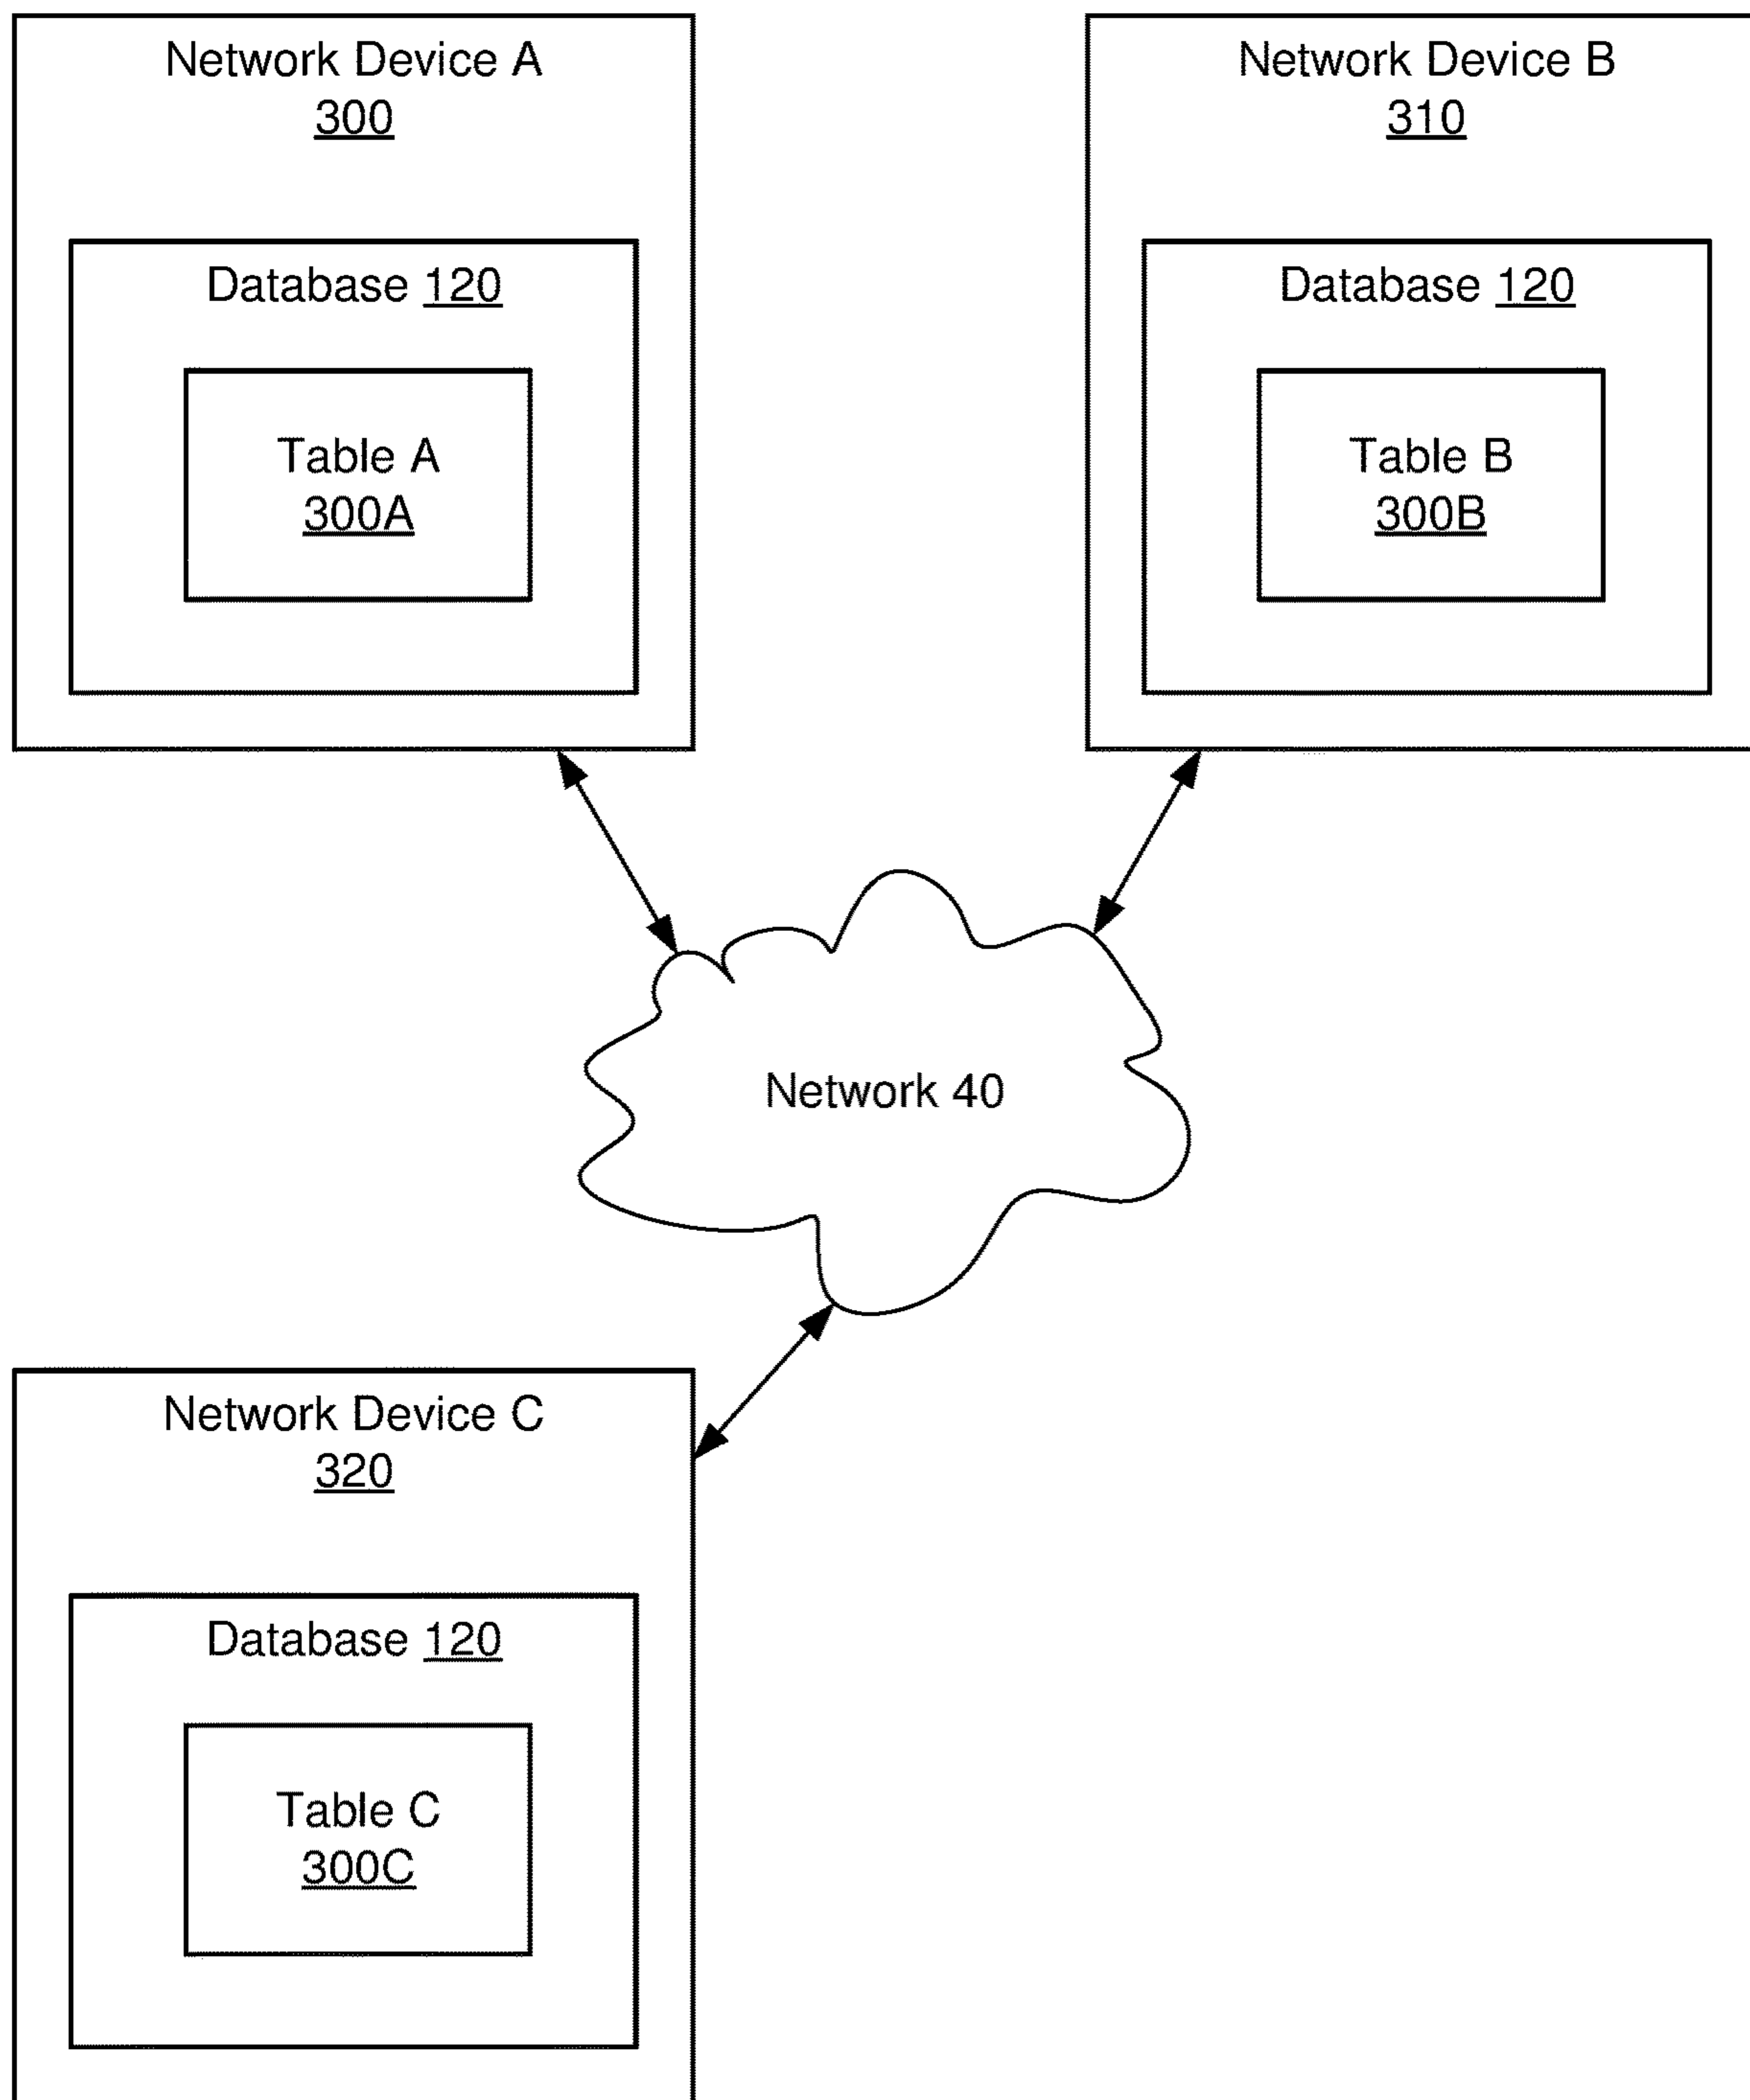 Network Device A
300
Database 120
Table A
300A
Network Device B
310
Database 120
Table B
300B
Network 40
Network Device C
320
Database 120
Table C
300C